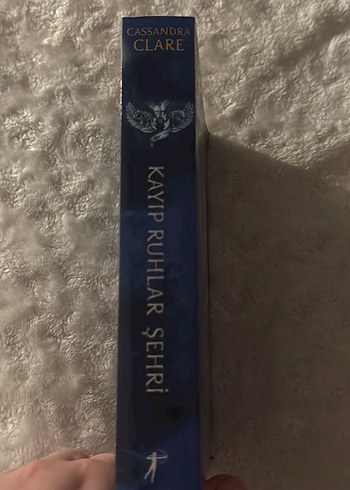 CASSANDRA
CLARE
KAYIP RUHLAR ŞEHRİ